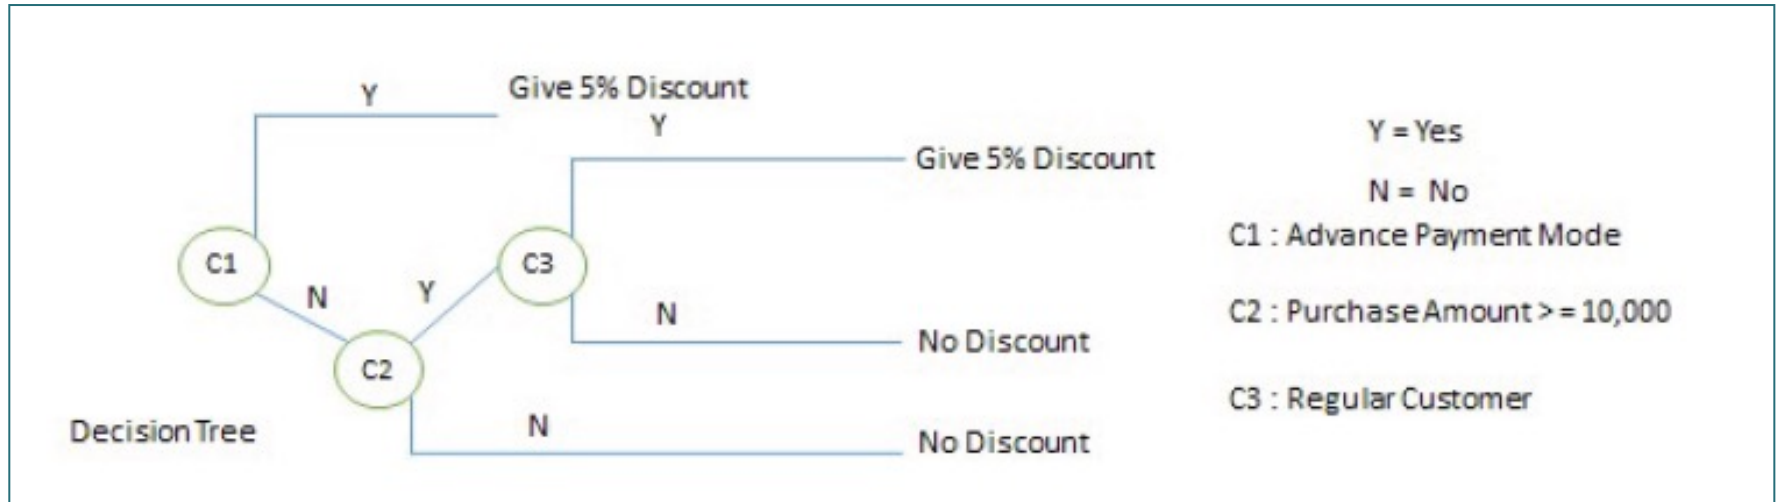 Y
Give 5% Discount
Y
Give 5% Discount
C1
N
Y
C3
N
No Discount
C2
N
No Discount
Decision Tree
Y = Yes
N = No
C1 : Advance Payment Mode
C2 : Purchase Amount > = 10,000
C3 : Regular Customer